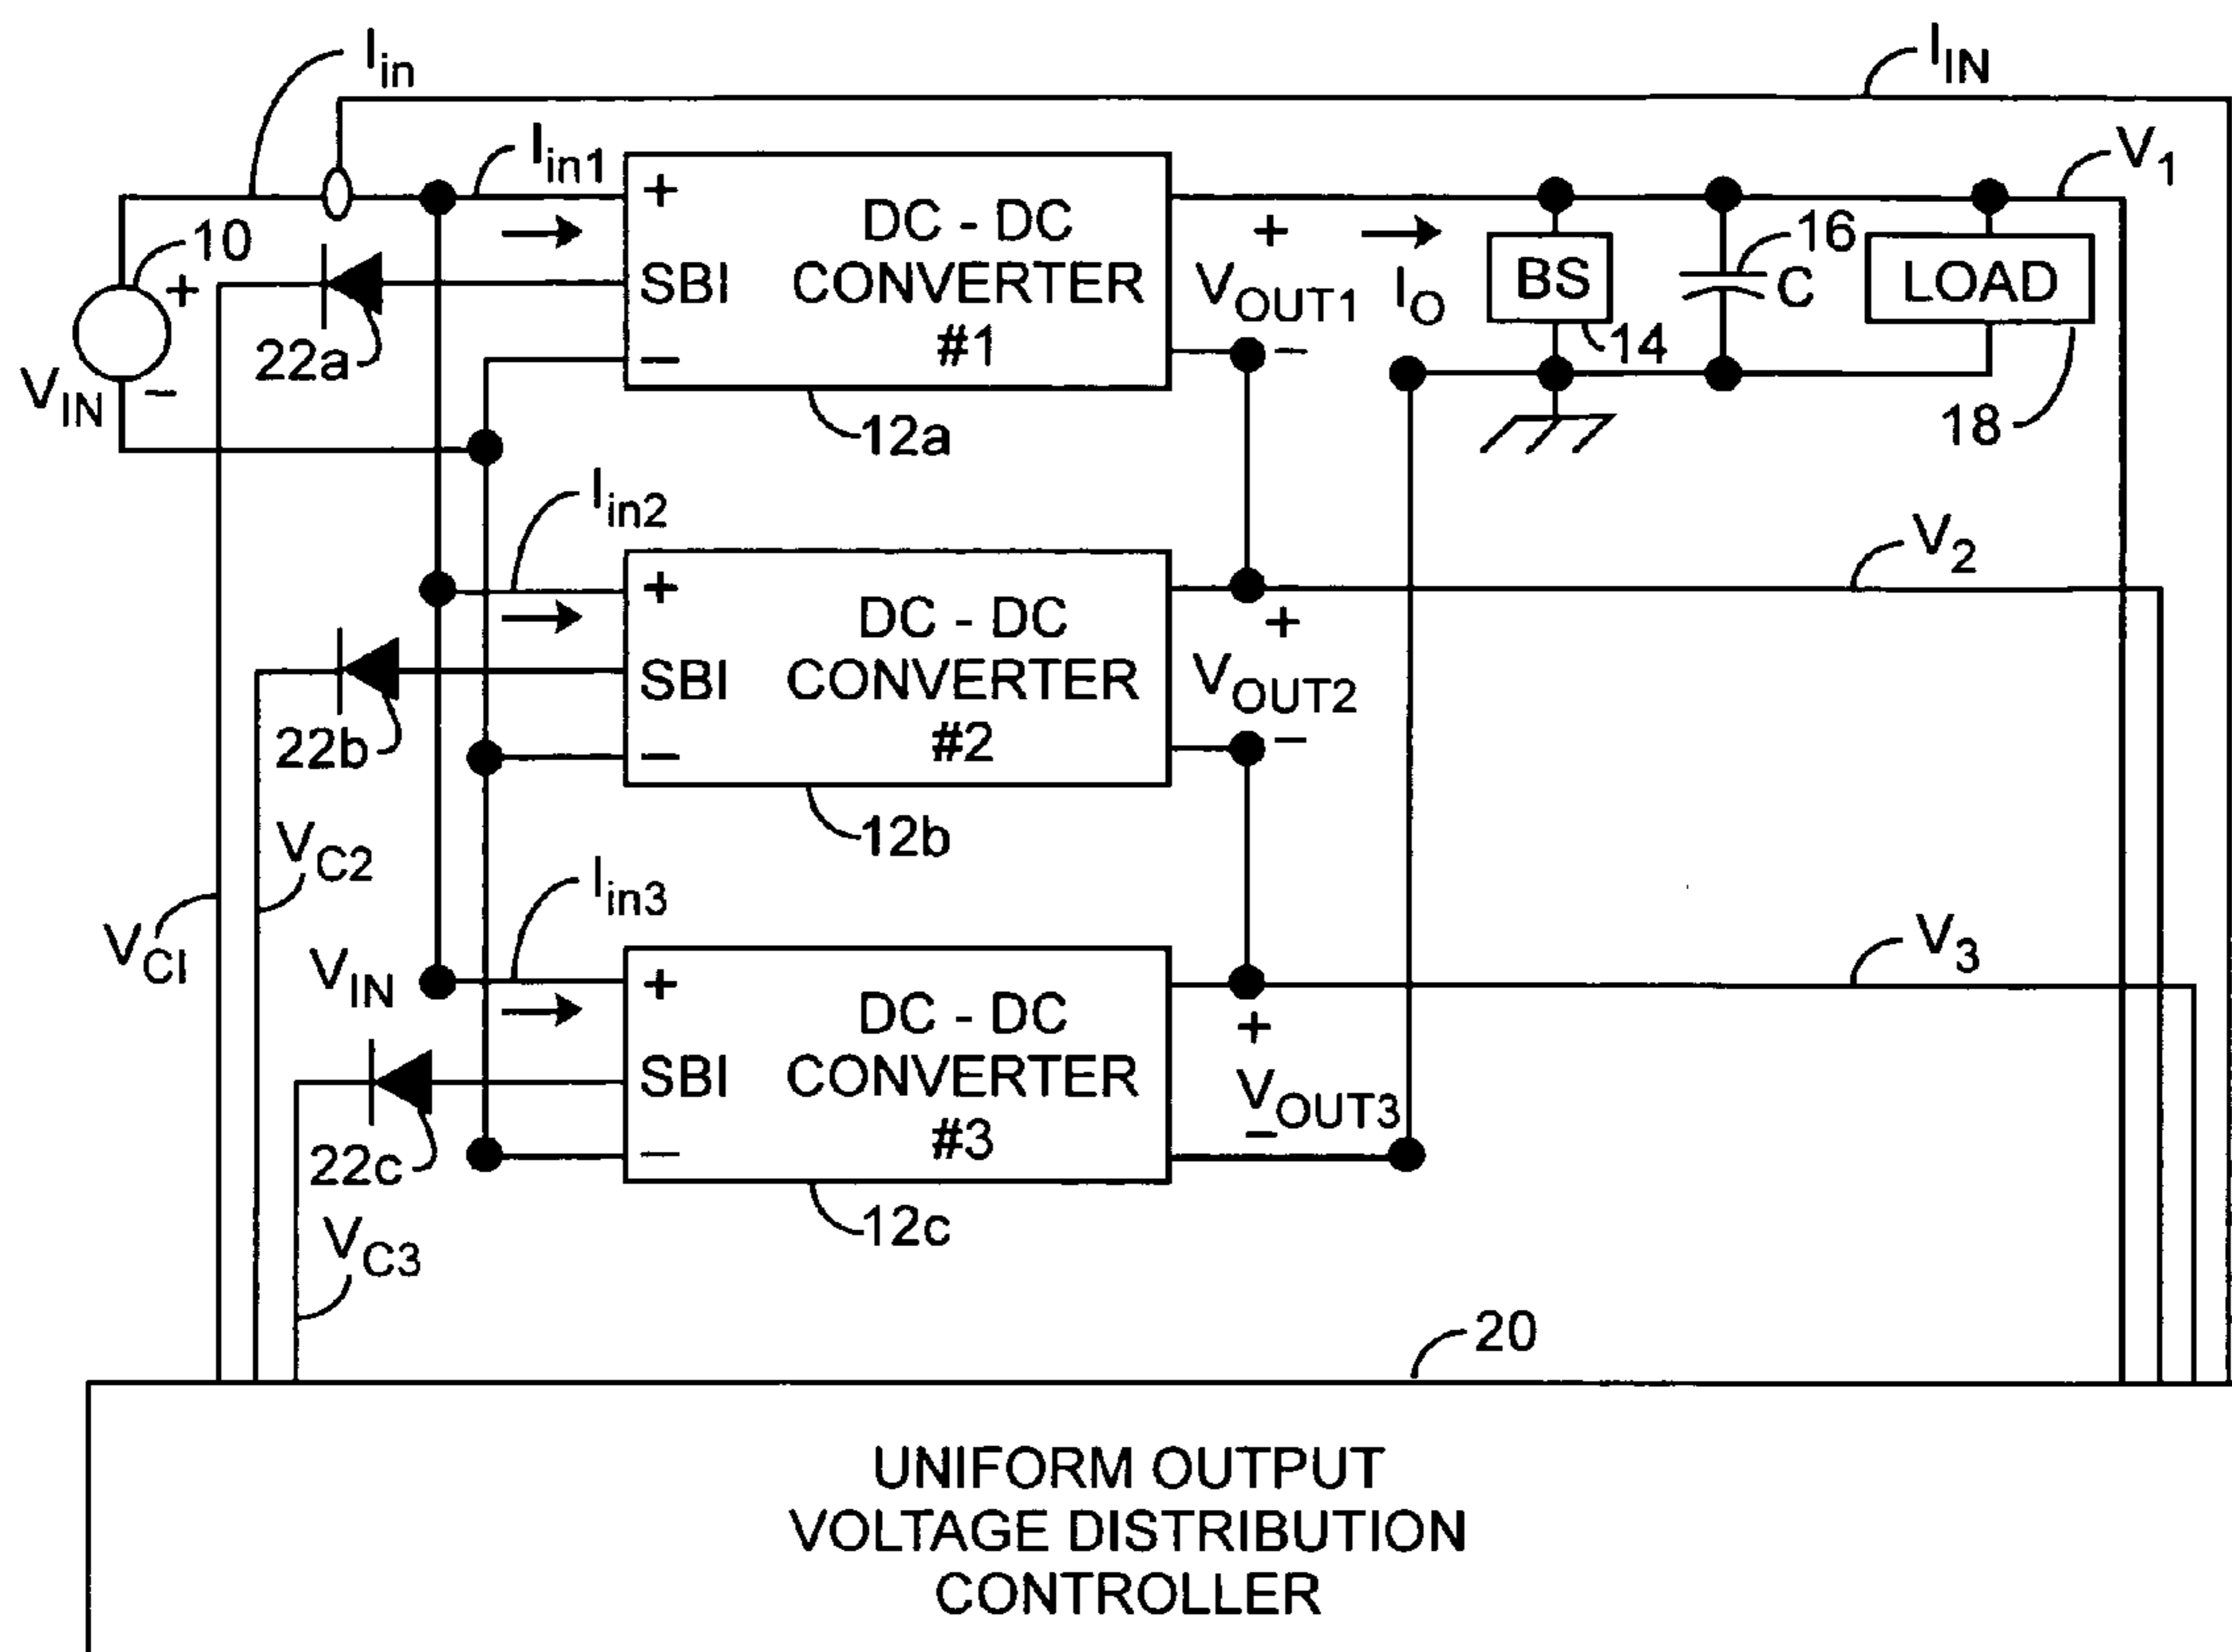 I_in
I_IN
I_in1
V_1
10
+
V_IN
−
22a
+
SBI
−
DC - DC
CONVERTER
#1
12a
+
V_OUT1
−
I_O
BS
14
16
C
LOAD
18
I_in2
V_2
22b
+
SBI
−
DC - DC
CONVERTER
#2
12b
+
V_OUT2
−
V_C2
V_CI
I_in3
V_3
V_IN
22c
+
SBI
−
DC - DC
CONVERTER
#3
12c
+
V_OUT3
−
V_C3
20
UNIFORM OUTPUT
VOLTAGE DISTRIBUTION
CONTROLLER